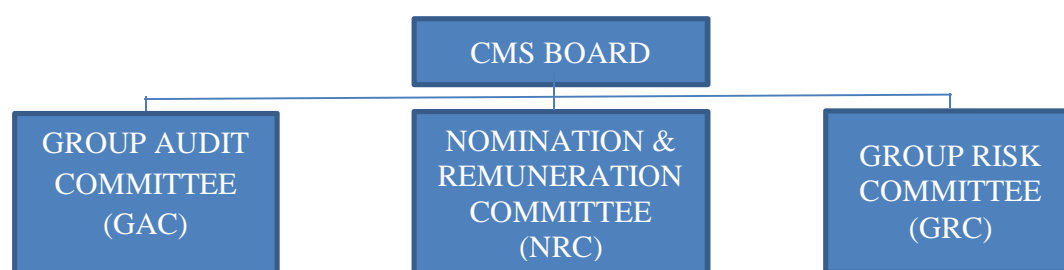 CMS BOARD
GROUP AUDIT
COMMITTEE
(GAC)
NOMINATION &
REMUNERATION
COMMITTEE
(NRC)
GROUP RISK
COMMITTEE
(GRC)